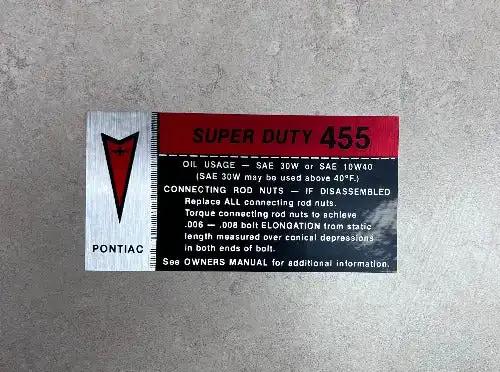 SUPER DUTY 455
OIL USAGE — SAE 30W or SAE 10W40
(SAE 30W may be used above 40°F.)
CONNECTING ROD NUTS — IF DISASSEMBLED
Replace ALL connecting rod nuts.
Torque connecting rod nuts to achieve
.006 — .008 bolt ELONGATION from static
length measured over conical depressions
in both ends of bolt.
See OWNERS MANUAL for additional information.
PONTIAC